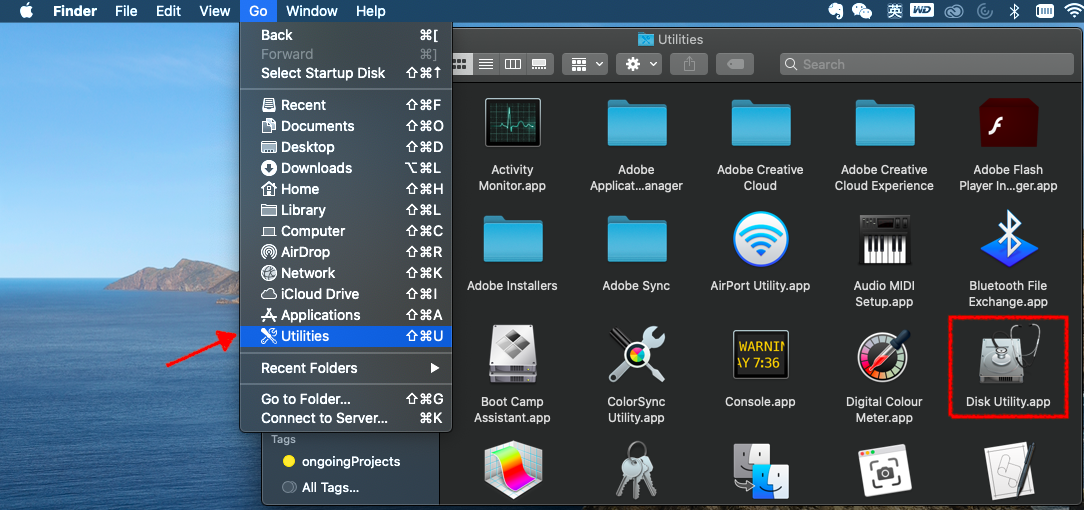 Finder File Edit View Go Window Help 英 WD
Back ⌘[
Forward ⌘]
Select Startup Disk ⇧⌘↑
Recent ⇧⌘F
Documents ⇧⌘O
Desktop ⇧⌘D
Downloads ⌥⌘L
Home ⇧⌘H
Library ⇧⌘L
Computer ⇧⌘C
AirDrop ⇧⌘R
Network ⇧⌘K
iCloud Drive ⇧⌘I
Applications ⇧⌘A
Utilities ⇧⌘U
Recent Folders
Go to Folder... ⇧⌘G
Connect to Server... ⌘K
Tags
ongoingProjects
All Tags...
Utilities
Search
Activity
Monitor.app
Adobe
Applicat...anager
Adobe Creative
Cloud
Adobe Creative
Cloud Experience
Adobe Flash
Player In...ger.app
Adobe Installers
Adobe Sync
AirPort Utility.app
Audio MIDI
Setup.app
Bluetooth File
Exchange.app
WARNIN
AY 7:36
Boot Camp
Assistant.app
ColorSync
Utility.app
Console.app
Digital Colour
Meter.app
Disk Utility.app